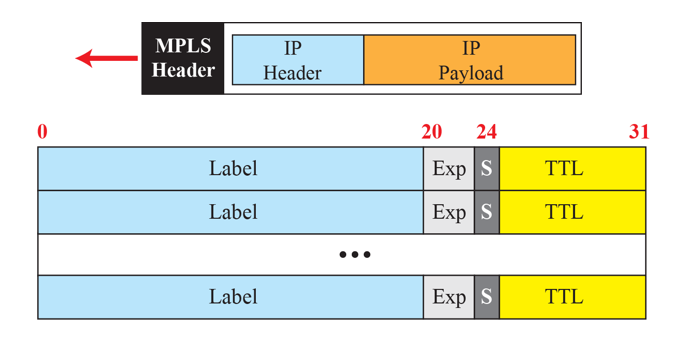 MPLS Header
IP Header
IP Payload
0 20 24 31
Label Exp S TTL
Label Exp S TTL
...
Label Exp S TTL